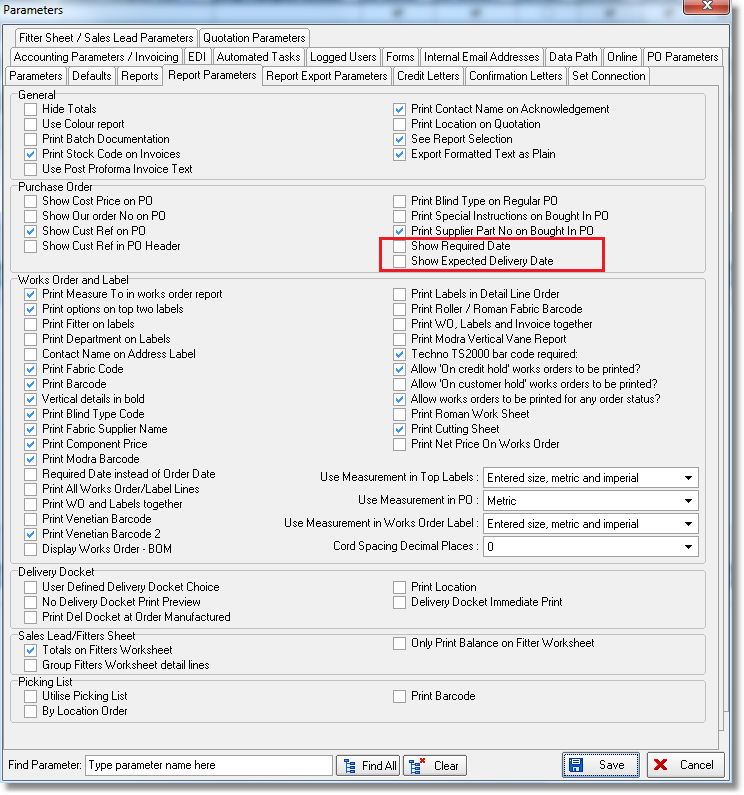 Parameters
Fitter Sheet / Sales Lead Parameters Quotation Parameters
Accounting Parameters / Invoicing EDI Automated Tasks Logged Users Forms Internal Email Addresses Data Path Online PO Parameters
Parameters Defaults Reports Report Parameters Report Export Parameters Credit Letters Confirmation Letters Set Connection
General
Hide Totals
Use Colour report
Print Batch Documentation
Print Stock Code on Invoices
Use Post Proforma Invoice Text
Print Contact Name on Acknowledgement
Print Location on Quotation
See Report Selection
Export Formatted Text as Plain
Purchase Order
Show Cost Price on PO
Show Our order No on PO
Show Cust Ref on PO
Show Cust Ref in PO Header
Print Blind Type on Regular PO
Print Special Instructions on Bought In PO
Print Supplier Part No on Bought In PO
Show Required Date
Show Expected Delivery Date
Works Order and Label
Print Measure To in works order report
Print options on top two labels
Print Fitter on labels
Print Department on Labels
Contact Name on Address Label
Print Fabric Code
Print Barcode
Vertical details in bold
Print Blind Type Code
Print Fabric Supplier Name
Print Component Price
Print Modra Barcode
Required Date instead of Order Date
Print All Works Order/Label Lines
Print WO and Labels together
Print Venetian Barcode
Print Venetian Barcode 2
Display Works Order - BOM
Print Labels in Detail Line Order
Print Roller / Roman Fabric Barcode
Print WO, Labels and Invoice together
Print Modra Vertical Vane Report
Techno TS2000 bar code required:
Allow 'On credit hold' works orders to be printed?
Allow 'On customer hold' works orders to be printed?
Allow works orders to be printed for any order status?
Print Roman Work Sheet
Print Cutting Sheet
Print Net Price On Works Order
Use Measurement in Top Labels : Entered size, metric and imperial
Use Measurement in PO : Metric
Use Measurement in Works Order Label : Entered size, metric and imperial
Cord Spacing Decimal Places : 0
Delivery Docket
User Defined Delivery Docket Choice
No Delivery Docket Print Preview
Print Del Docket at Order Manufactured
Print Location
Delivery Docket Immediate Print
Sales Lead/Fitters Sheet
Totals on Fitters Worksheet
Group Fitters Worksheet detail lines
Only Print Balance on Fitter Worksheet
Picking List
Utilise Picking List
By Location Order
Print Barcode
Find Parameter: Type parameter name here Find All Clear Save Cancel